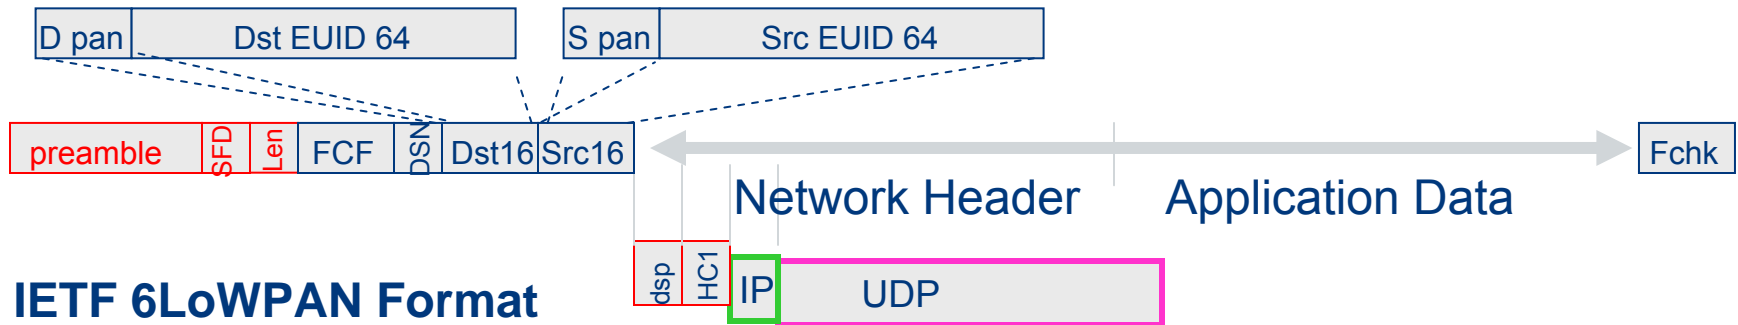 D pan Dst EUID 64 S pan Src EUID 64
preamble SFD Len FCF DSN Dst16 Src16 Fchk
Network Header Application Data
dsp HC1 IP UDP
IETF 6LoWPAN Format